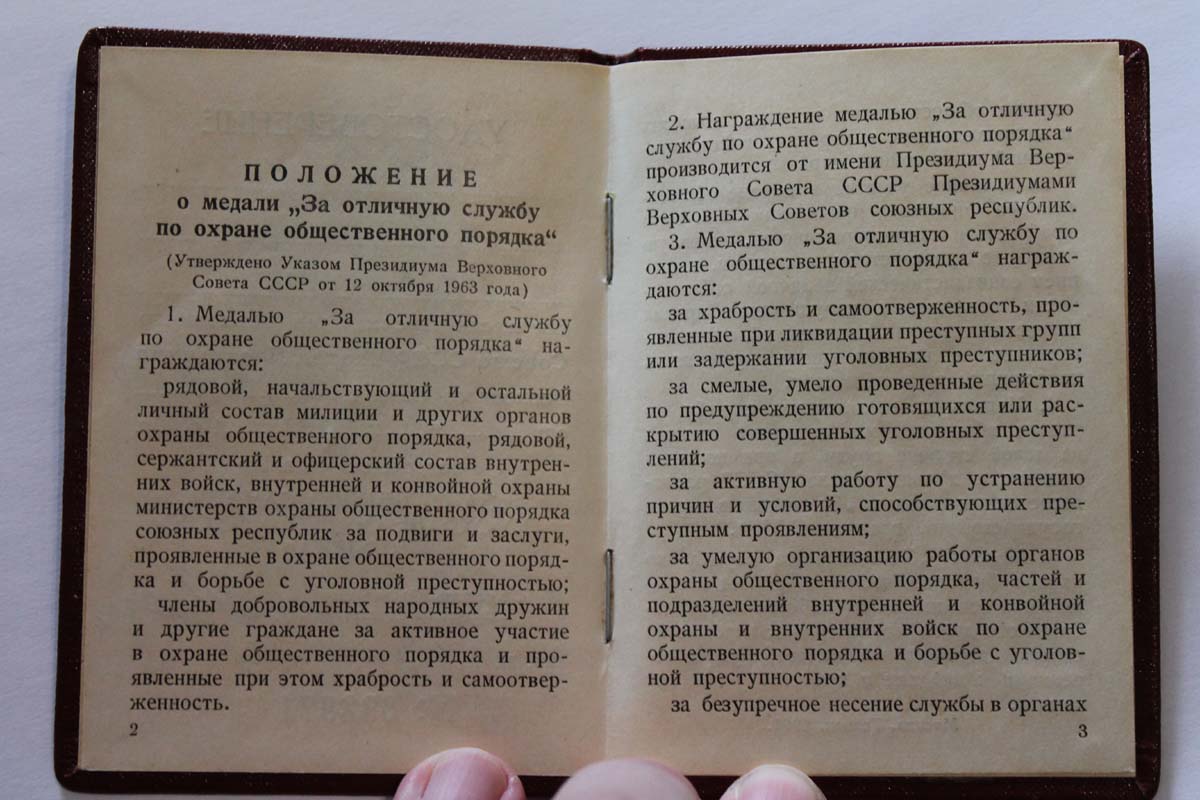 ПОЛОЖЕНИЕ
о медали „За отличную службу
по охране общественного порядка“
(Утверждено Указом Президиума Верховного
Совета СССР от 12 октября 1963 года)
1. Медалью „За отличную службу
по охране общественного порядка“ на-
граждаются:
рядовой, начальствующий и остальной
личный состав милиции и других органов
охраны общественного порядка, рядовой,
сержантский и офицерский состав внутрен-
них войск, внутренней и конвойной охраны
министерств охраны общественного порядка
союзных республик за подвиги и заслуги,
проявленные в охране общественного поряд-
ка и борьбе с уголовной преступностью;
члены добровольных народных дружин
и другие граждане за активное участие
в охране общественного порядка и про-
явленные при этом храбрость и самоотвер-
женность.
2
2. Награждение медалью „За отличную
службу по охране общественного порядка“
производится от имени Президиума Вер-
ховного Совета СССР Президиумами
Верховных Советов союзных республик.
3. Медалью „За отличную службу по
охране общественного порядка“ награж-
даются:
за храбрость и самоотверженность, про-
явленные при ликвидации преступных групп
или задержании уголовных преступников;
за смелые, умело проведенные действия
по предупреждению готовящихся или рас-
крытию совершенных уголовных преступ-
лений;
за активную работу по устранению
причин и условий, способствующих пре-
ступным проявлениям;
за умелую организацию работы органов
охраны общественного порядка, частей и
подразделений внутренней и конвойной
охраны и внутренних войск по охране
общественного порядка и борьбе с уголов-
ной преступностью;
за безупречное несение службы в органах
3